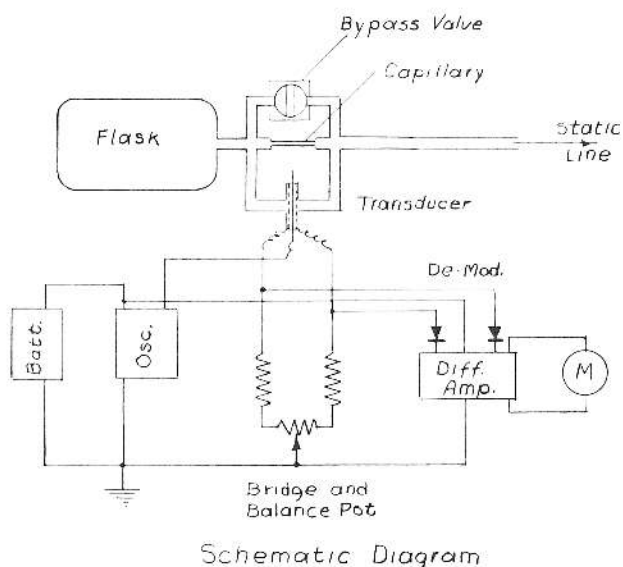 Bypass Valve
Capillary
Flask
Static
Line
Transducer
De-Mod.
Batt.
Osc.
Diff.
Amp.
M
Bridge and
Balance Pot
Schematic Diagram